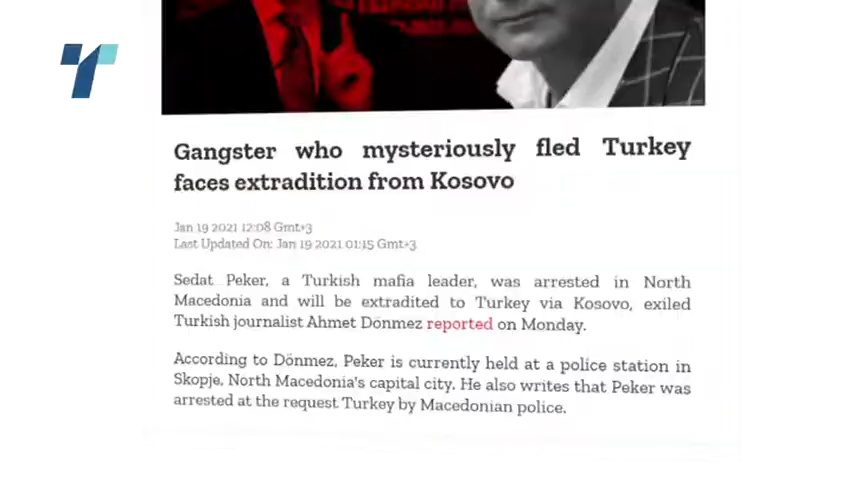 Gangster who mysteriously fled Turkey
faces extradition from Kosovo
Jan 19 2021 12:08 Gmt+3
Last Updated On: Jan 19 2021 01:15 Gmt+3
Sedat Peker, a Turkish mafia leader, was arrested in North
Macedonia and will be extradited to Turkey via Kosovo, exiled
Turkish journalist Ahmet Dönmez reported on Monday.
According to Dönmez, Peker is currently held at a police station in
Skopje, North Macedonia's capital city. He also writes that Peker was
arrested at the request Turkey by Macedonian police.